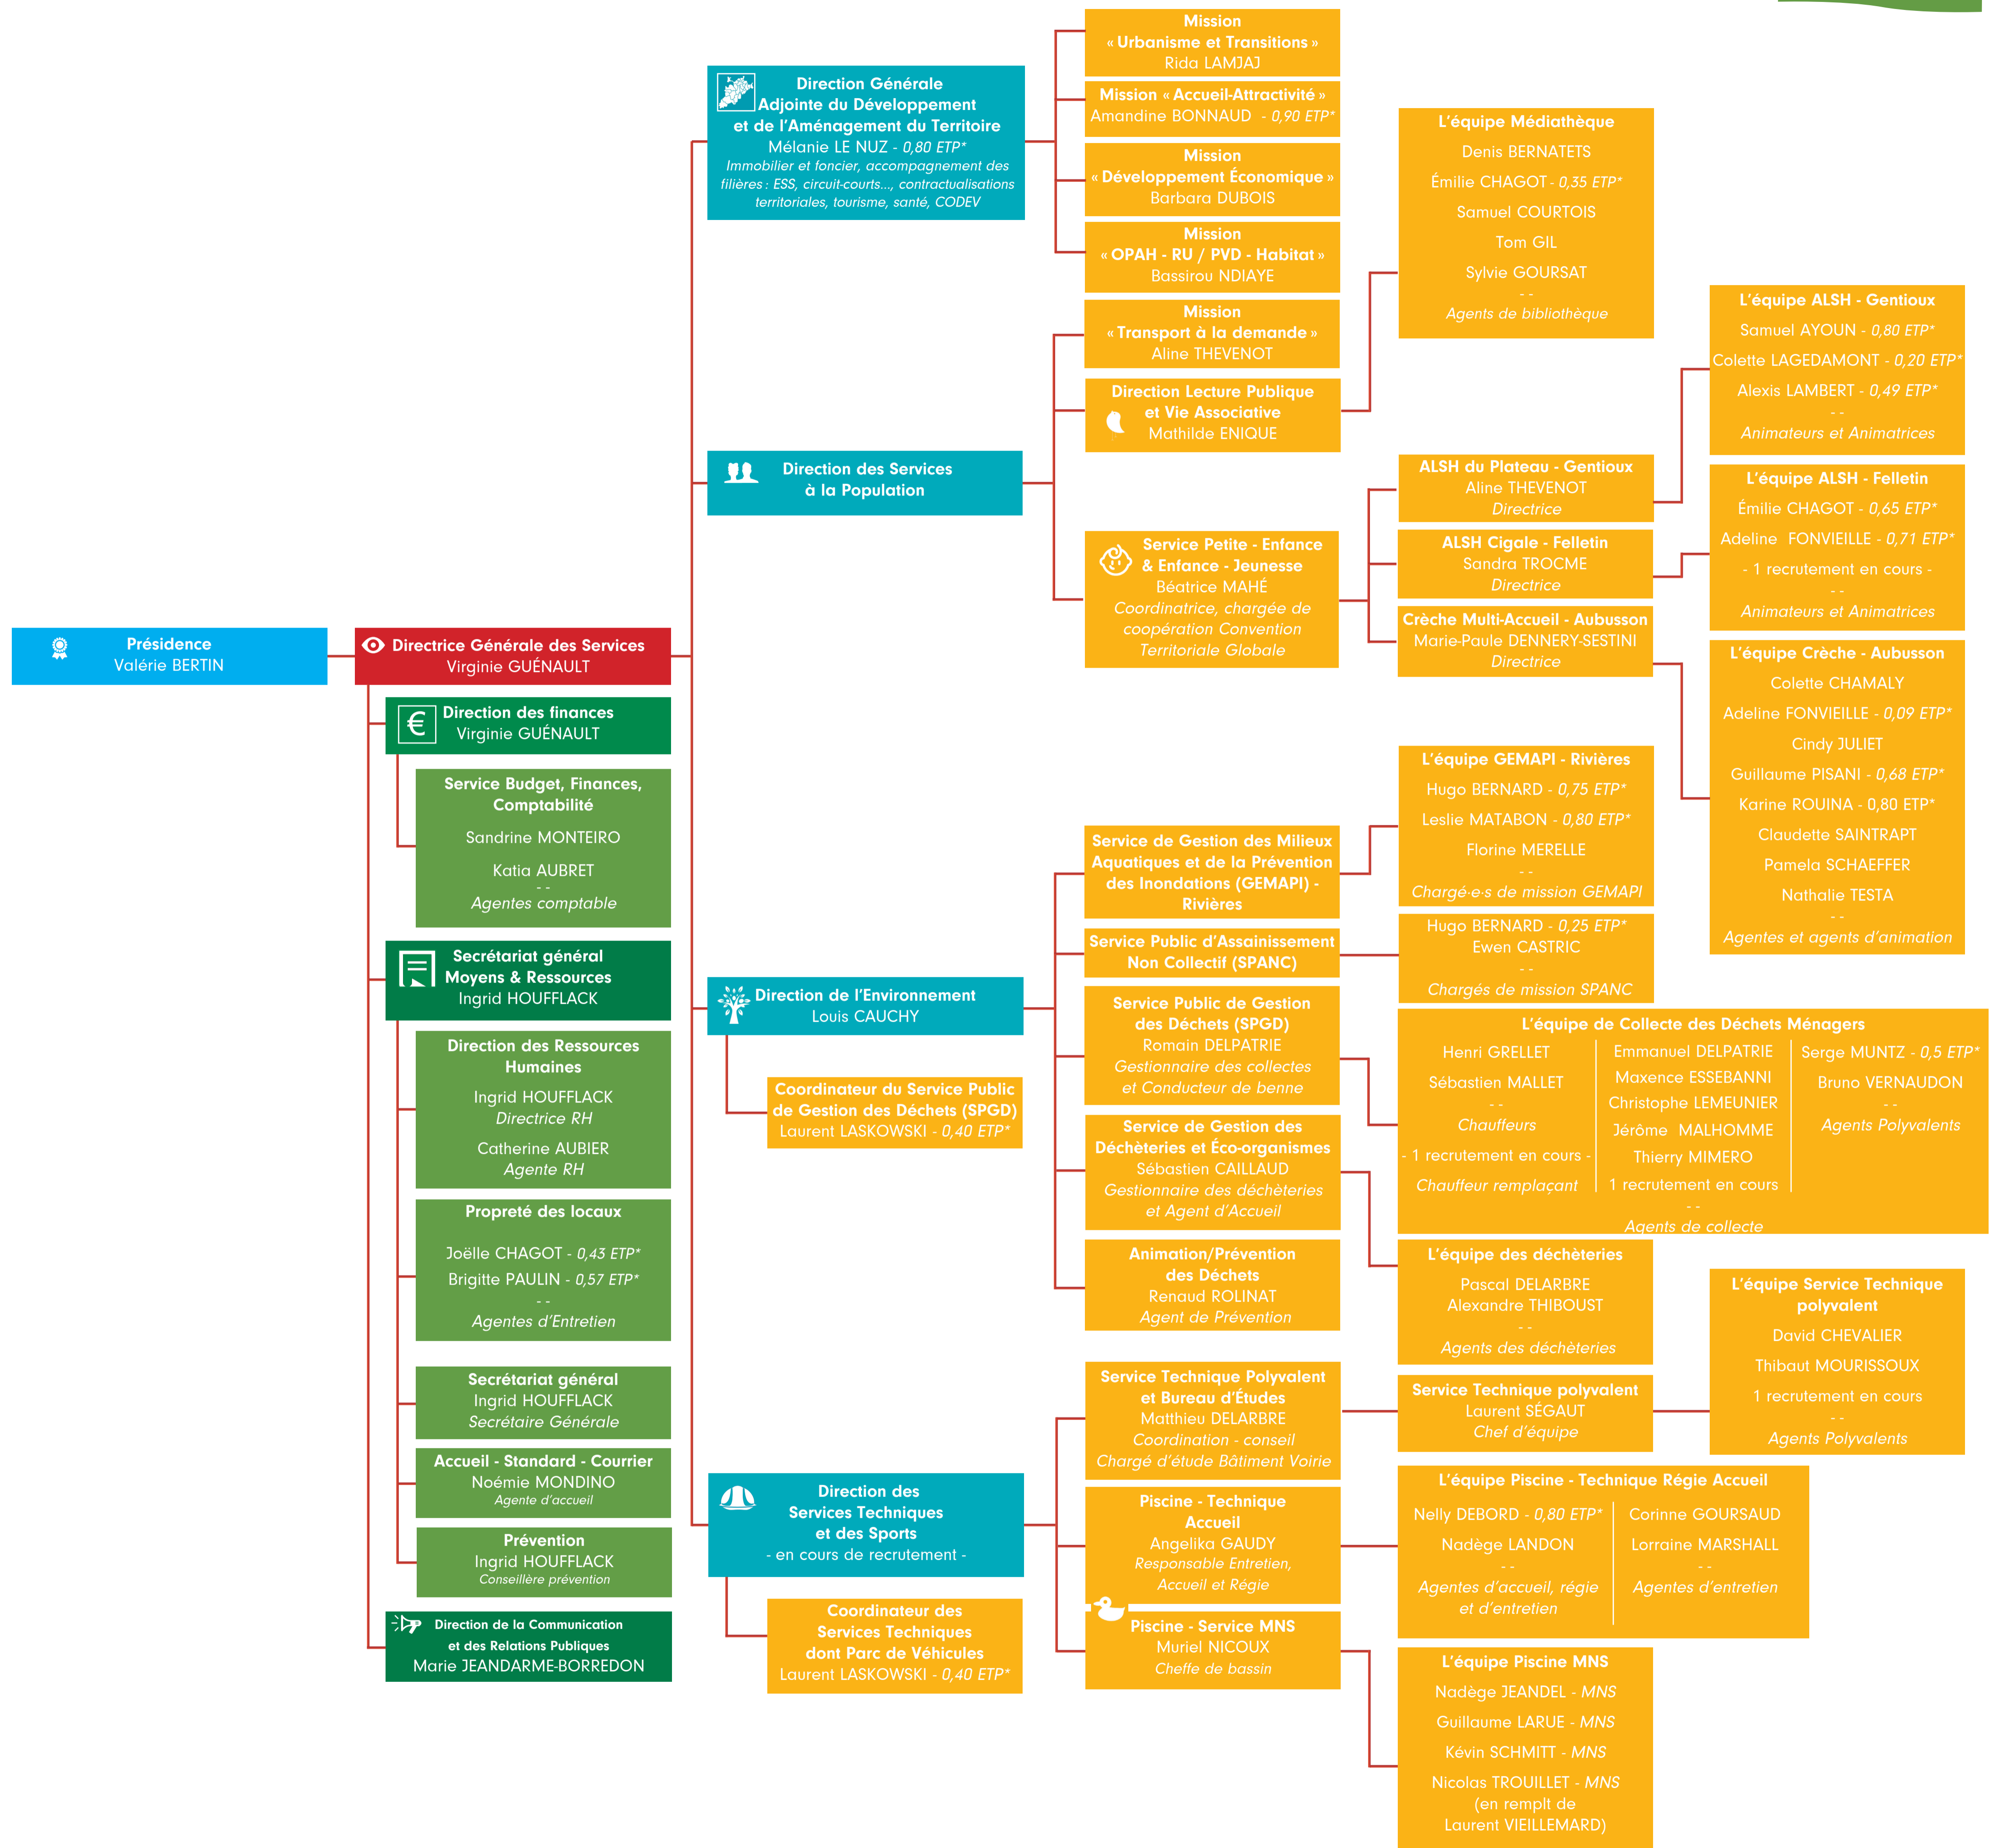 Présidence
Valérie BERTIN
Directrice Générale des Services
Virginie GUÉNAULT
€
Direction des finances
Virginie GUÉNAULT
Service Budget, Finances,
Comptabilité
Sandrine MONTEIRO
Katia AUBRET
- -
Agentes comptable
Secrétariat général
Moyens & Ressources
Ingrid HOUFFLACK
Direction des Ressources
Humaines
Ingrid HOUFFLACK
Directrice RH
Catherine AUBIER
Agente RH
Propreté des locaux
Joëlle CHAGOT - 0,43 ETP*
Brigitte PAULIN - 0,57 ETP*
- -
Agentes d'Entretien
Secrétariat général
Ingrid HOUFFLACK
Secrétaire Générale
Accueil - Standard - Courrier
Noémie MONDINO
Agente d'accueil
Prévention
Ingrid HOUFFLACK
Conseillère prévention
Direction de la Communication
et des Relations Publiques
Marie JEANDARME-BORREDON
Direction Générale
Adjointe du Développement
et de l'Aménagement du Territoire
Mélanie LE NUZ - 0,80 ETP*
Immobilier et foncier, accompagnement des
filières : ESS, circuit-courts..., contractualisations
territoriales, tourisme, santé, CODEV
Mission
« Urbanisme et Transitions »
Rida LAMJAJ
Mission « Accueil-Attractivité »
Amandine BONNAUD - 0,90 ETP*
Mission
« Développement Économique »
Barbara DUBOIS
Mission
« OPAH - RU / PVD - Habitat »
Bassirou NDIAYE
Direction des Services
à la Population
Mission
« Transport à la demande »
Aline THEVENOT
Direction Lecture Publique
et Vie Associative
Mathilde ENIQUE
L'équipe Médiathèque
Denis BERNATETS
Émilie CHAGOT - 0,35 ETP*
Samuel COURTOIS
Tom GIL
Sylvie GOURSAT
- -
Agents de bibliothèque
Service Petite - Enfance
& Enfance - Jeunesse
Béatrice MAHÉ
Coordinatrice, chargée de
coopération Convention
Territoriale Globale
ALSH du Plateau - Gentioux
Aline THEVENOT
Directrice
ALSH Cigale - Felletin
Sandra TROCME
Directrice
Crèche Multi-Accueil - Aubusson
Marie-Paule DENNERY-SESTINI
Directrice
L'équipe ALSH - Gentioux
Samuel AYOUN - 0,80 ETP*
Colette LAGEDAMONT - 0,20 ETP*
Alexis LAMBERT - 0,49 ETP*
- -
Animateurs et Animatrices
L'équipe ALSH - Felletin
Émilie CHAGOT - 0,65 ETP*
Adeline FONVIEILLE - 0,71 ETP*
- 1 recrutement en cours -
- -
Animateurs et Animatrices
L'équipe Crèche - Aubusson
Colette CHAMALY
Adeline FONVIEILLE - 0,09 ETP*
Cindy JULIET
Guillaume PISANI - 0,68 ETP*
Karine ROUINA - 0,80 ETP*
Claudette SAINTRAPT
Pamela SCHAEFFER
Nathalie TESTA
- -
Agentes et agents d'animation
Direction de l'Environnement
Louis CAUCHY
Coordinateur du Service Public
de Gestion des Déchets (SPGD)
Laurent LASKOWSKI - 0,40 ETP*
Service de Gestion des Milieux
Aquatiques et de la Prévention
des Inondations (GEMAPI) -
Rivières
L'équipe GEMAPI - Rivières
Hugo BERNARD - 0,75 ETP*
Leslie MATABON - 0,80 ETP*
Florine MERELLE
- -
Chargé·e·s de mission GEMAPI
Service Public d'Assainissement
Non Collectif (SPANC)
Hugo BERNARD - 0,25 ETP*
Ewen CASTRIC
- -
Chargés de mission SPANC
Service Public de Gestion
des Déchets (SPGD)
Romain DELPATRIE
Gestionnaire des collectes
et Conducteur de benne
L'équipe de Collecte des Déchets Ménagers
Henri GRELLET
Sébastien MALLET
- -
Chauffeurs
- 1 recrutement en cours -
Chauffeur remplaçant
Emmanuel DELPATRIE
Maxence ESSEBANNI
Christophe LEMEUNIER
Jérôme MALHOMME
Thierry MIMERO
1 recrutement en cours
- -
Agents de collecte
Serge MUNTZ - 0,5 ETP*
Bruno VERNAUDON
- -
Agents Polyvalents
Service de Gestion des
Déchèteries et Éco-organismes
Sébastien CAILLAUD
Gestionnaire des déchèteries
et Agent d'Accueil
L'équipe des déchèteries
Pascal DELARBRE
Alexandre THIBOUST
- -
Agents des déchèteries
Animation/Prévention
des Déchets
Renaud ROLINAT
Agent de Prévention
Direction des
Services Techniques
et des Sports
- en cours de recrutement -
Coordinateur des
Services Techniques
dont Parc de Véhicules
Laurent LASKOWSKI - 0,40 ETP*
Service Technique Polyvalent
et Bureau d'Études
Matthieu DELARBRE
Coordination - conseil
Chargé d'étude Bâtiment Voirie
Service Technique polyvalent
Laurent SÉGAUT
Chef d'équipe
L'équipe Service Technique
polyvalent
David CHEVALIER
Thibaut MOURISSOUX
1 recrutement en cours
- -
Agents Polyvalents
Piscine - Technique
Accueil
Angelika GAUDY
Responsable Entretien,
Accueil et Régie
L'équipe Piscine - Technique Régie Accueil
Nelly DEBORD - 0,80 ETP*
Nadège LANDON
- -
Agentes d'accueil, régie
et d'entretien
Corinne GOURSAUD
Lorraine MARSHALL
- -
Agentes d'entretien
Piscine - Service MNS
Muriel NICOUX
Cheffe de bassin
L'équipe Piscine MNS
Nadège JEANDEL - MNS
Guillaume LARUE - MNS
Kévin SCHMITT - MNS
Nicolas TROUILLET - MNS
(en remplt de
Laurent VIEILLEMARD)